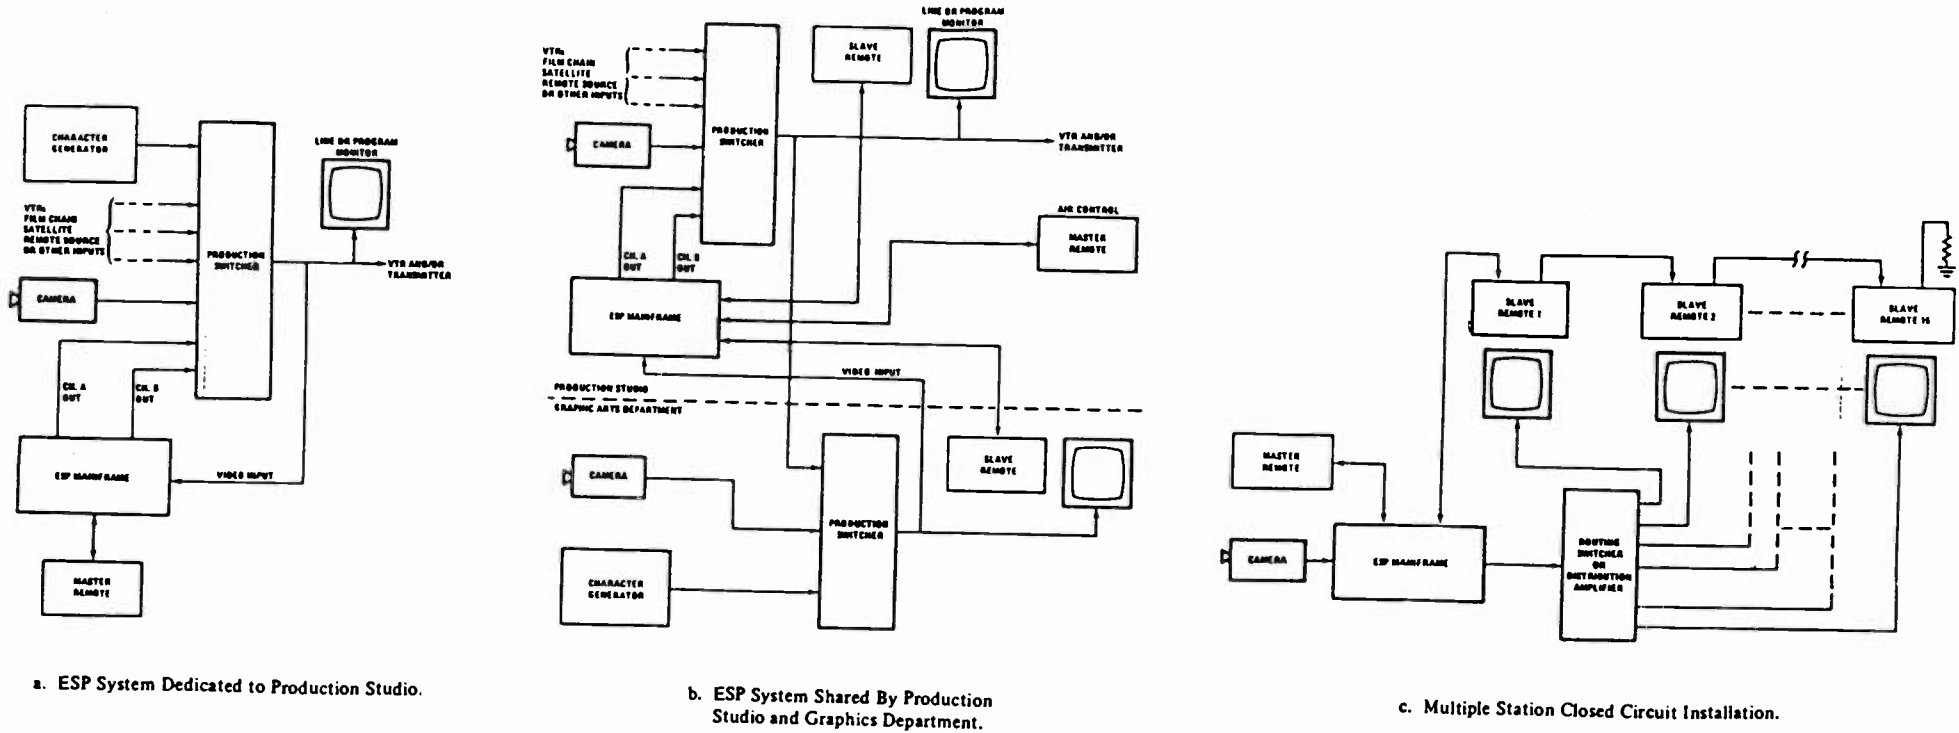 CHARACTER
GENERATOR
VTRs
FILM CHAIN
SATELLITE
REMOTE SOURCE
OR OTHER INPUTS
CAMERA
PRODUCTION
SWITCHER
LINE OR PROGRAM
MONITOR
VTR AND/OR
TRANSMITTER
CH. A
OUT
CH. B
OUT
ESP MAINFRAME
VIDEO INPUT
MASTER
REMOTE
a. ESP System Dedicated to Production Studio.
VTRs
FILM CHAIN
SATELLITE
REMOTE SOURCE
OR OTHER INPUTS
CAMERA
PRODUCTION
SWITCHER
SLAVE
REMOTE
LINE OR PROGRAM
MONITOR
VTR AND/OR
TRANSMITTER
AIR CONTROL
MASTER
REMOTE
CH. A
OUT
CH. B
OUT
ESP MAINFRAME
VIDEO INPUT
PRODUCTION STUDIO
GRAPHIC ARTS DEPARTMENT
CAMERA
CHARACTER
GENERATOR
PRODUCTION
SWITCHER
SLAVE
REMOTE
b. ESP System Shared By Production
Studio and Graphics Department.
SLAVE
REMOTE 1
SLAVE
REMOTE 2
SLAVE
REMOTE 16
MASTER
REMOTE
CAMERA
ESP MAINFRAME
ROUTING
SWITCHER
OR
DISTRIBUTION
AMPLIFIER
c. Multiple Station Closed Circuit Installation.